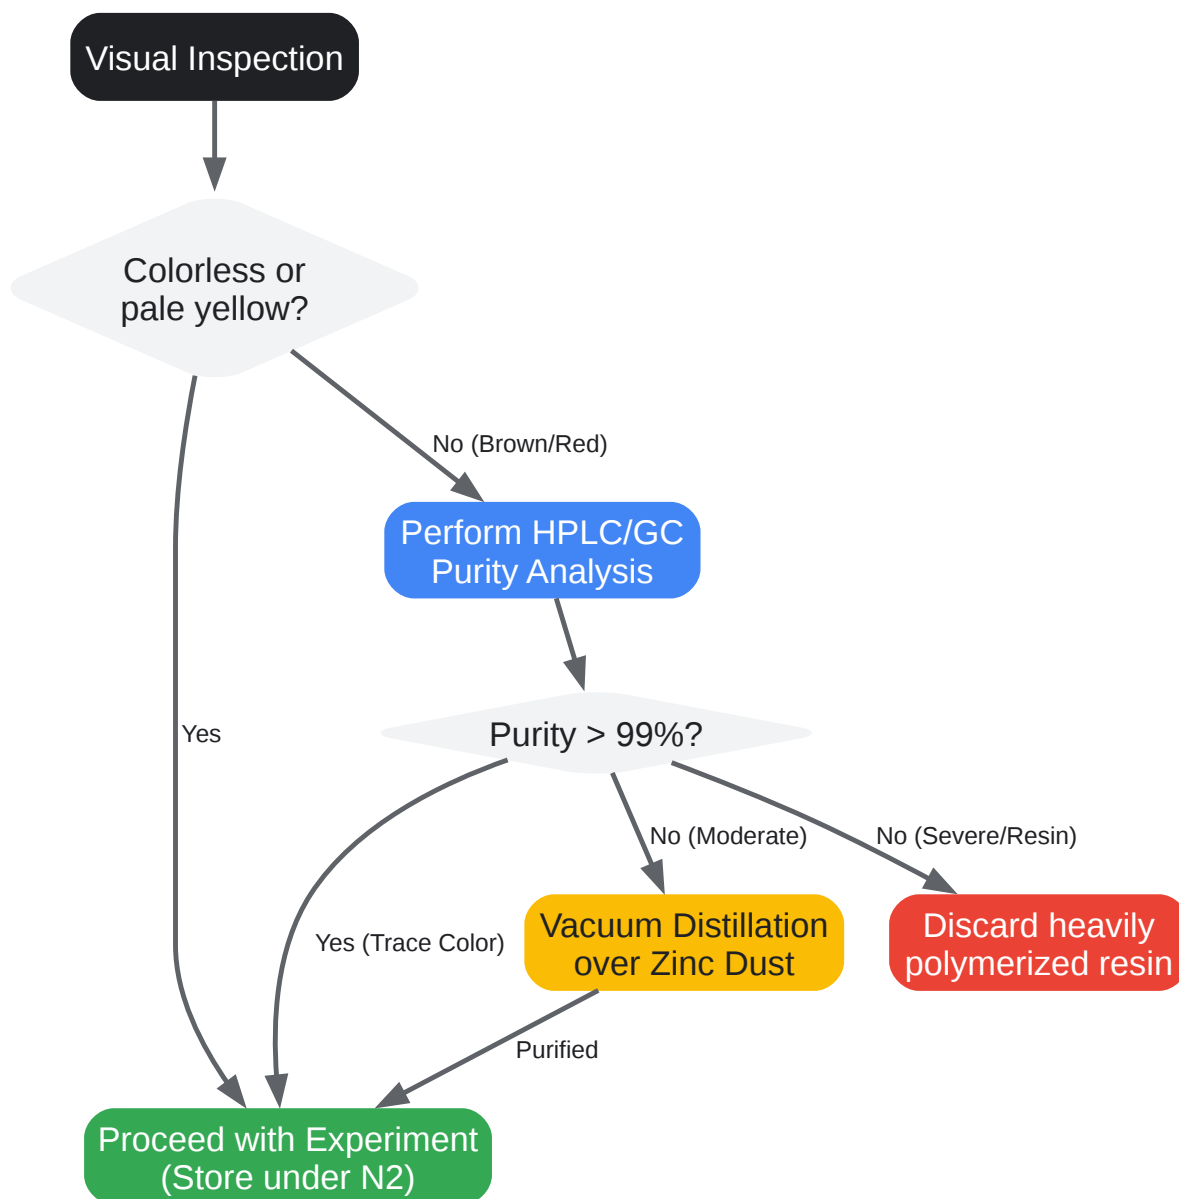 Visual Inspection
Colorless or
pale yellow?
No (Brown/Red)
Perform HPLC/GC
Purity Analysis
Yes
Purity > 99%?
No (Moderate)
No (Severe/Resin)
Yes (Trace Color)
Vacuum Distillation
over Zinc Dust
Discard heavily
polymerized resin
Purified
Proceed with Experiment
(Store under N2)